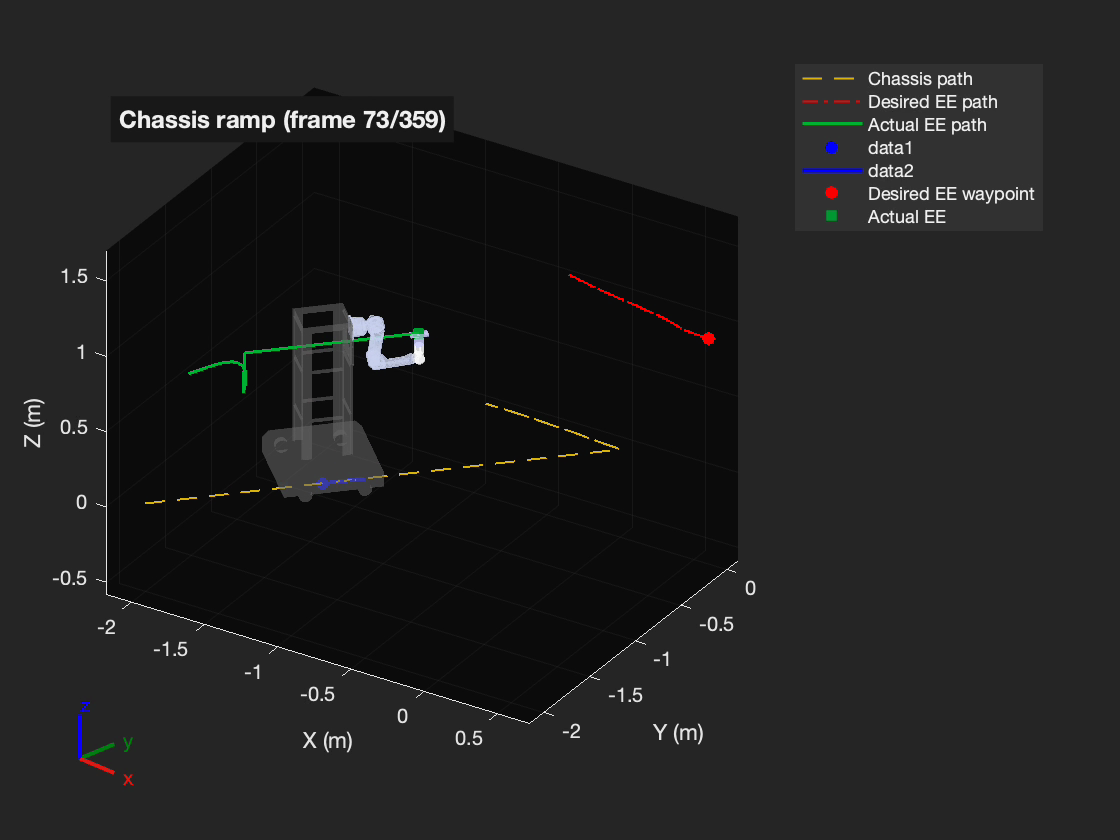 Chassis ramp (frame 73/359)
Chassis path
Desired EE path
Actual EE path
data1
data2
Desired EE waypoint
Actual EE
1.5
1
0.5
0
-0.5
Z (m)
-2
-1.5
-1
-0.5
0
0.5
X (m)
0
-0.5
-1
-1.5
-2
Y (m)
z
y
x